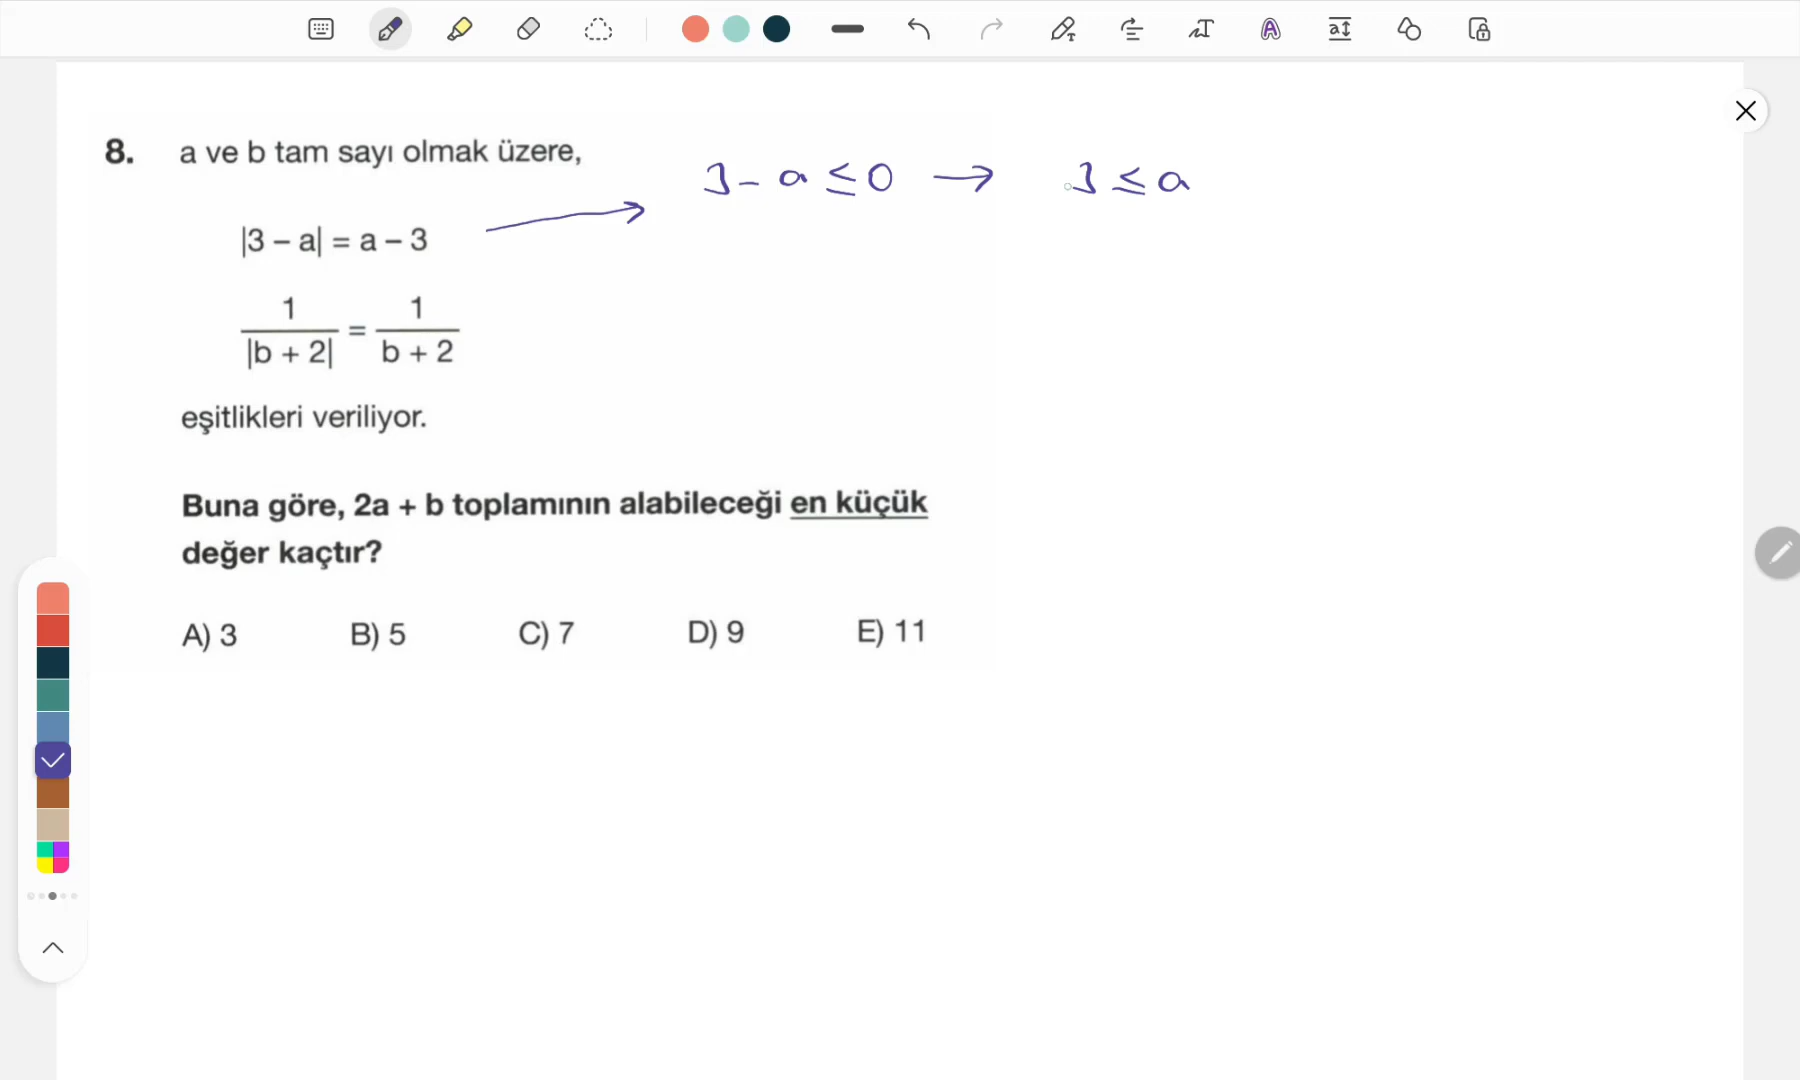 8. a ve b tam sayı olmak üzere,
3 - a ≤ 0 → 3 ≤ a
|3 – a| = a – 3
1/|b + 2| = 1/b + 2
eşitlikleri veriliyor.
Buna göre, 2a + b toplamının alabileceği en küçük
değer kaçtır?
A) 3 B) 5 C) 7 D) 9 E) 11